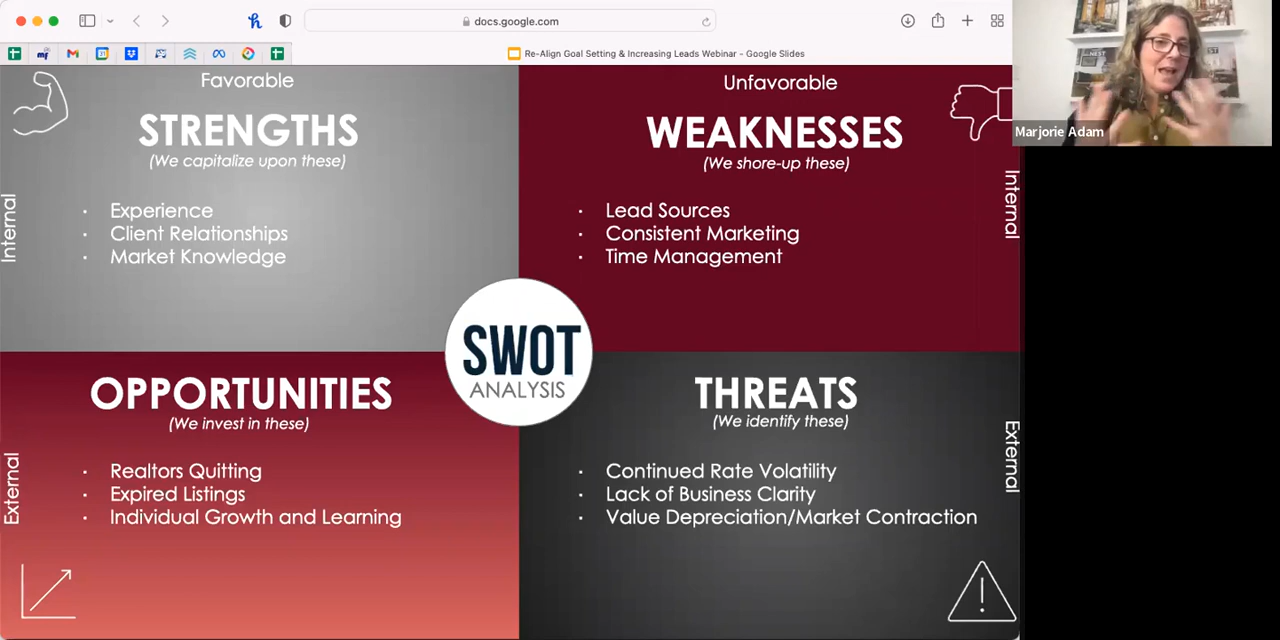 docs.google.com
Re-Align Goal Setting & Increasing Leads Webinar - Google Slides
Marjorie Adam
Favorable
STRENGTHS
(We capitalize upon these)
Internal
· Experience
· Client Relationships
· Market Knowledge
Unfavorable
WEAKNESSES
(We shore-up these)
Internal
· Lead Sources
· Consistent Marketing
· Time Management
SWOT
ANALYSIS
OPPORTUNITIES
(We invest in these)
External
· Realtors Quitting
· Expired Listings
· Individual Growth and Learning
THREATS
(We identify these)
External
· Continued Rate Volatility
· Lack of Business Clarity
· Value Depreciation/Market Contraction